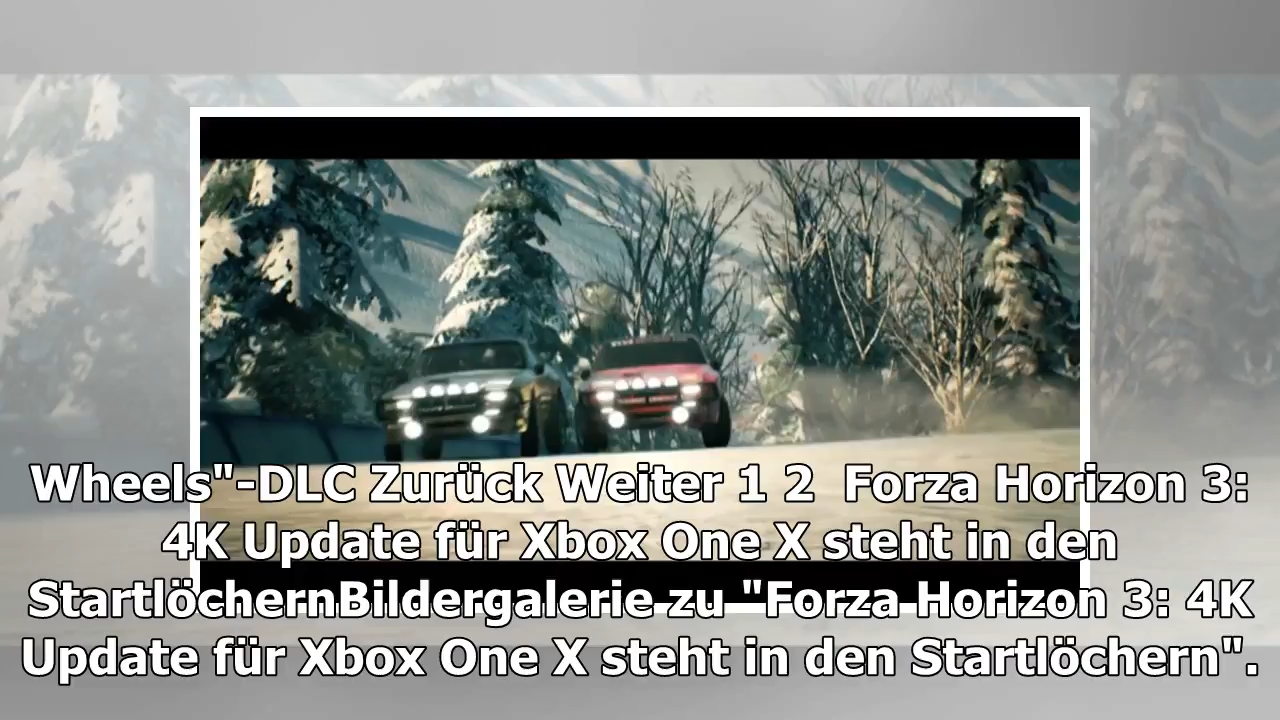 Wheels"-DLC Zurück Weiter 1 2  Forza Horizon 3:
4K Update für Xbox One X steht in den
StartlöchernBildergalerie zu "Forza Horizon 3: 4K
Update für Xbox One X steht in den Startlöchern".